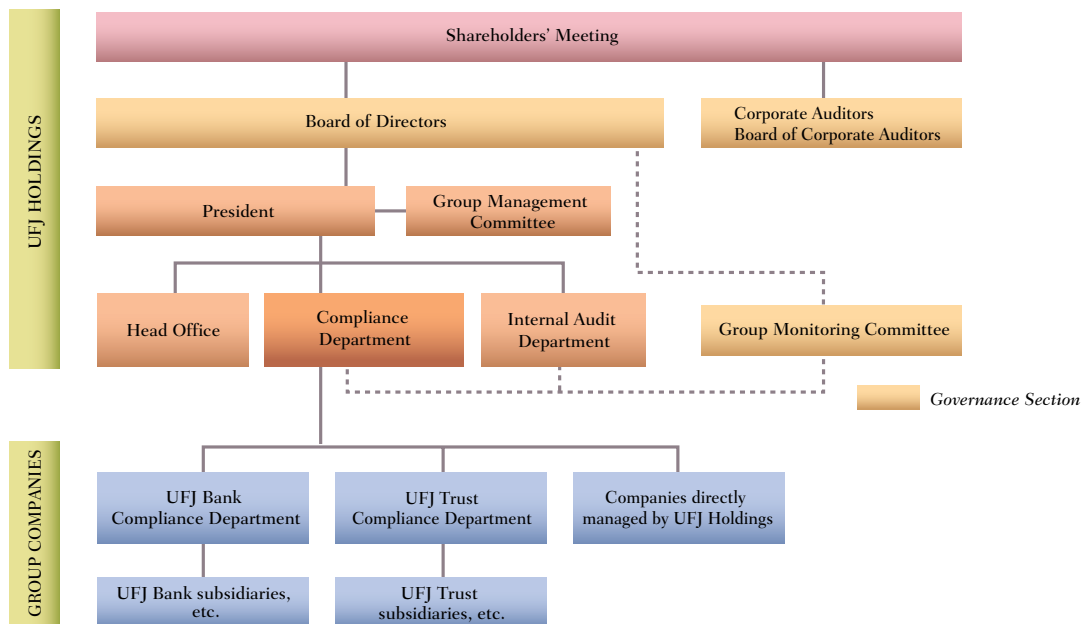 UFJ HOLDINGS
Shareholders' Meeting
Board of Directors
Corporate Auditors
Board of Corporate Auditors
President
Group Management
Committee
Head Office
Compliance
Department
Internal Audit
Department
Group Monitoring Committee
Governance Section
GROUP COMPANIES
UFJ Bank
Compliance Department
UFJ Trust
Compliance Department
Companies directly
managed by UFJ Holdings
UFJ Bank subsidiaries,
etc.
UFJ Trust
subsidiaries, etc.